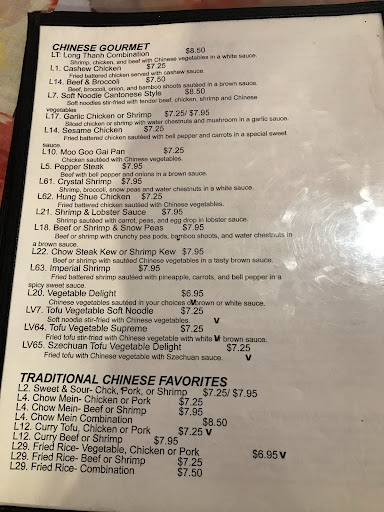 CHINESE GOURMET
LT. Long Thanh Combination $8.50
Shrimp, chicken, and beef with Chinese vegetables in a white sauce.
L1. Cashew Chicken $7.25
Fried battered chicken served with cashew sauce.
L14. Beef & Broccoli $7.50
Beef, broccoli, onion, and bamboo shoots sautéed in a brown sauce.
L7. Soft Noodle Cantonese Style $8.50
Soft noodles stir-fried with tender beef, chicken, shrimp and Chinese
vegetables
L17. Garlic Chicken or Shrimp $7.25/ $7.95
Sliced chicken or shrimp with water chestnuts and mushroom in a garlic sauce.
L14. Sesame Chicken $7.25
Fried battered chicken sautéed with bell pepper and carrots in a special sweet
sauce.
L10. Moo Goo Gai Pan $7.25
Chicken sautéed with Chinese vegetables.
L5. Pepper Steak $7.95
Beef with bell pepper and onions in a brown sauce.
L61. Crystal Shrimp $7.95
Shrimp, broccoli, snow peas and water chestnuts in a white sauce.
L62. Hung Shue Chicken $7.25
Fried battered chicken sautéed with Chinese vegetables.
L21. Shrimp & Lobster Sauce $7.95
Shrimp sautéed with carrot, peas, and egg drop in lobster sauce.
L18. Beef or Shrimp & Snow Peas $7.95
Beef or shrimp with crunchy pea pods, bamboo shoots, and water chestnuts in
a brown sauce.
L22. Chow Steak Kew or Shrimp Kew $7.95
Beef or shrimp with sautéed Chinese vegetables in a tasty brown sauce.
L63. Imperial Shrimp $7.95
Fried battered shrimp sautéed with pineapple, carrots, and bell pepper in a
spicy sweet sauce.
L20. Vegetable Delight $6.95
Chinese vegetables sautéed in your choices of brown or white sauce. V
LV7. Tofu Vegetable Soft Noodle $7.25
Soft noodle stir-fried with Chinese vegetables. V
LV64. Tofu Vegetable Supreme $7.25
Fried tofu stir-fried with Chinese vegetable with white or brown sauce. V
LV65. Szechuan Tofu Vegetable Delight $7.25
Fried tofu with Chinese vegetable with Szechuan sauce. V
TRADITIONAL CHINESE FAVORITES
L2. Sweet & Sour- Chck, Pork, or Shrimp $7.25/ $7.95
L4. Chow Mein- Chicken or Pork $7.25
L4. Chow Mein- Beef or Shrimp $7.95
L4. Chow Mein Combination $8.50
L12. Curry Tofu, Chicken or Pork $7.25 V
L12. Curry Beef or Shrimp $7.95
L29. Fried Rice- Vegetable, Chicken or Pork $6.95 V
L29. Fried Rice- Beef or Shrimp $7.25
L29. Fried Rice- Combination $7.50